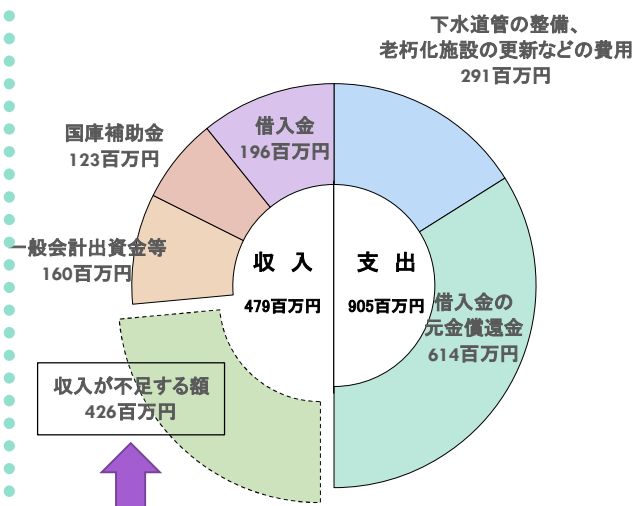 下水道管の整備、
老朽化施設の更新などの費用
291百万円
借入金
196百万円
国庫補助金
123百万円
一般会計出資金等
160百万円
収 入
479百万円
支 出
905百万円
借入金の
元金償還金
614百万円
収入が不足する額
426百万円